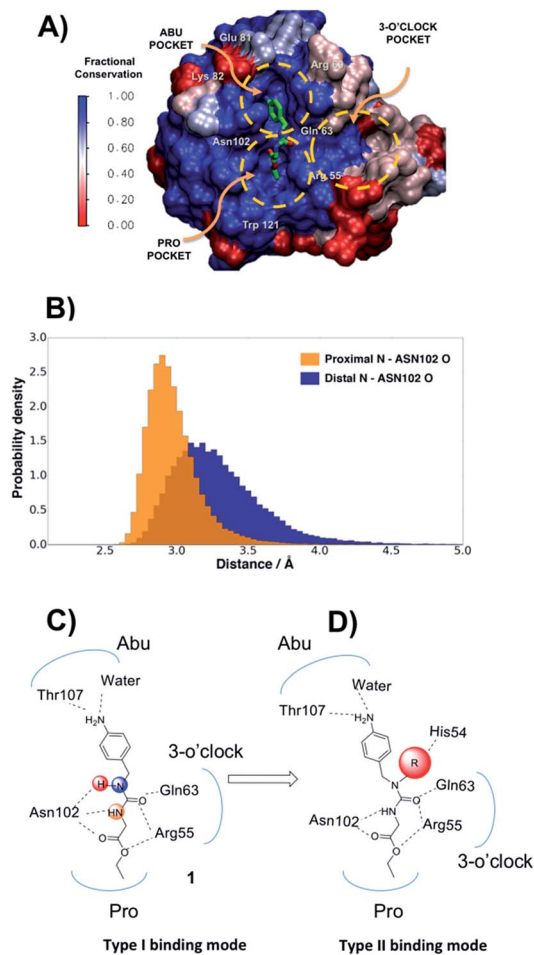 A)
ABU
POCKET
3-O'CLOCK
POCKET
Glu 81
Fractional
Conservation
Lys 82
1.00
0.80
0.60
0.40
0.20
0.00
Asn102
Gln 63
Arg 55
Trp 121
PRO
POCKET
B)
3.0
2.5
2.0
1.5
1.0
0.5
0.0
Probability density
Proximal N - ASN102 O
Distal N - ASN102 O
2.5 3.0 3.5 4.0 4.5 5.0
Distance / Å
C)
Abu
Water
Thr107
H2N
3-o'clock
H N
Gln63
Asn102
HN
O
Arg55
O
O
1
Pro
Type I binding mode
D)
Abu
Water
Thr107
NH2
His54
R
N
Gln63
HN
O
Asn102
Arg55
O
O
3-o'clock
Pro
Type II binding mode